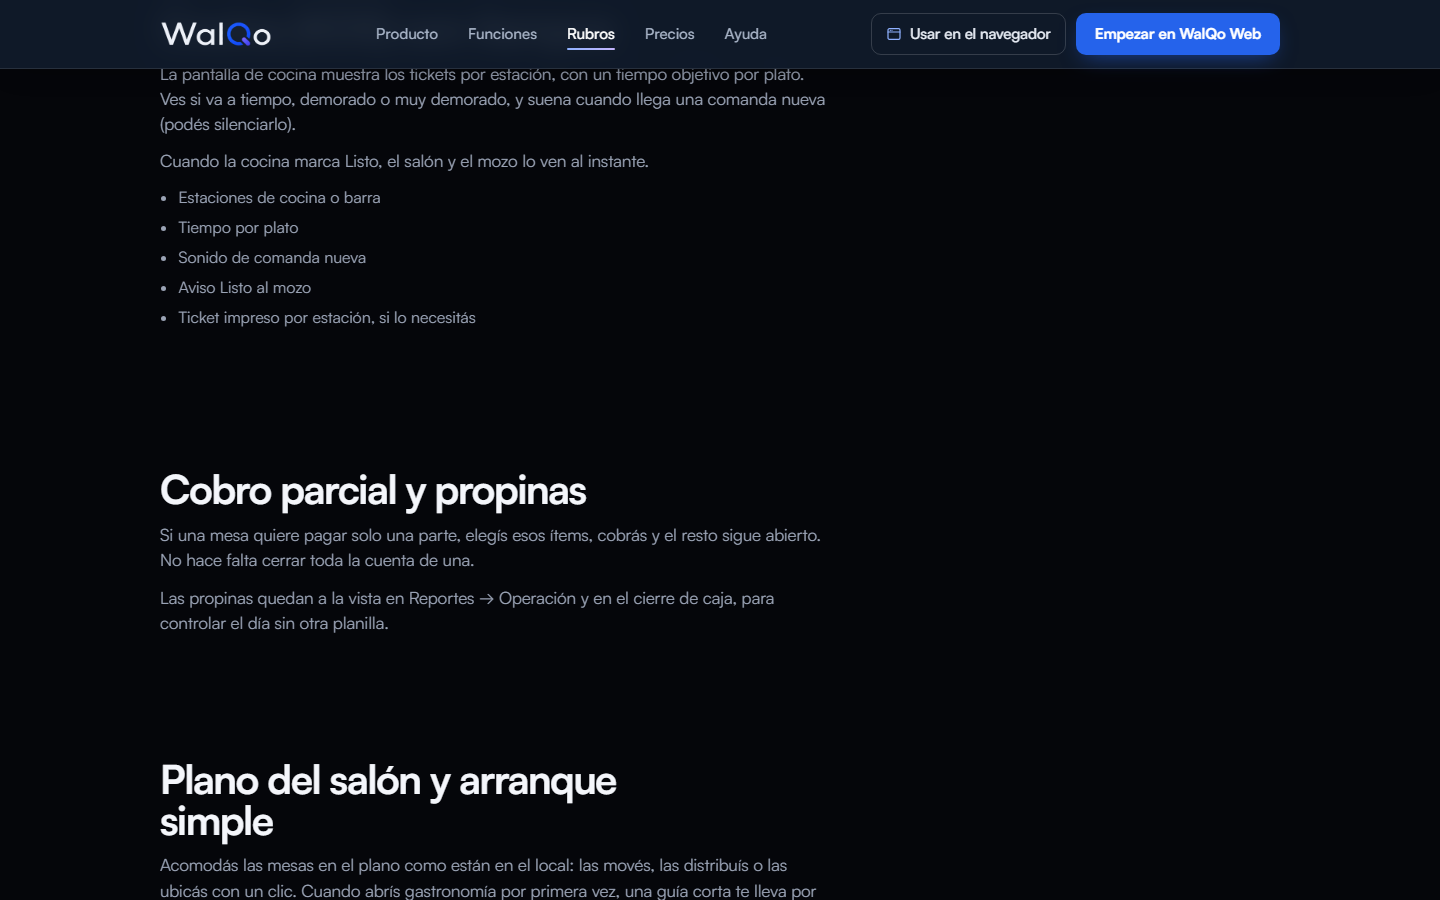 WalQo
Producto
Funciones
Rubros
Precios
Ayuda
Usar en el navegador
Empezar en WalQo Web
La pantalla de cocina muestra los tickets por estación, con un tiempo objetivo por plato.
Ves si va a tiempo, demorado o muy demorado, y suena cuando llega una comanda nueva
(podés silenciarlo).
Cuando la cocina marca Listo, el salón y el mozo lo ven al instante.
• Estaciones de cocina o barra
• Tiempo por plato
• Sonido de comanda nueva
• Aviso Listo al mozo
• Ticket impreso por estación, si lo necesitás
Cobro parcial y propinas
Si una mesa quiere pagar solo una parte, elegís esos ítems, cobrás y el resto sigue abierto.
No hace falta cerrar toda la cuenta de una.
Las propinas quedan a la vista en Reportes → Operación y en el cierre de caja, para
controlar el día sin otra planilla.
Plano del salón y arranque
simple
Acomodás las mesas en el plano como están en el local: las movés, las distribuís o las
ubicás con un clic. Cuando abrís gastronomía por primera vez, una guía corta te lleva por